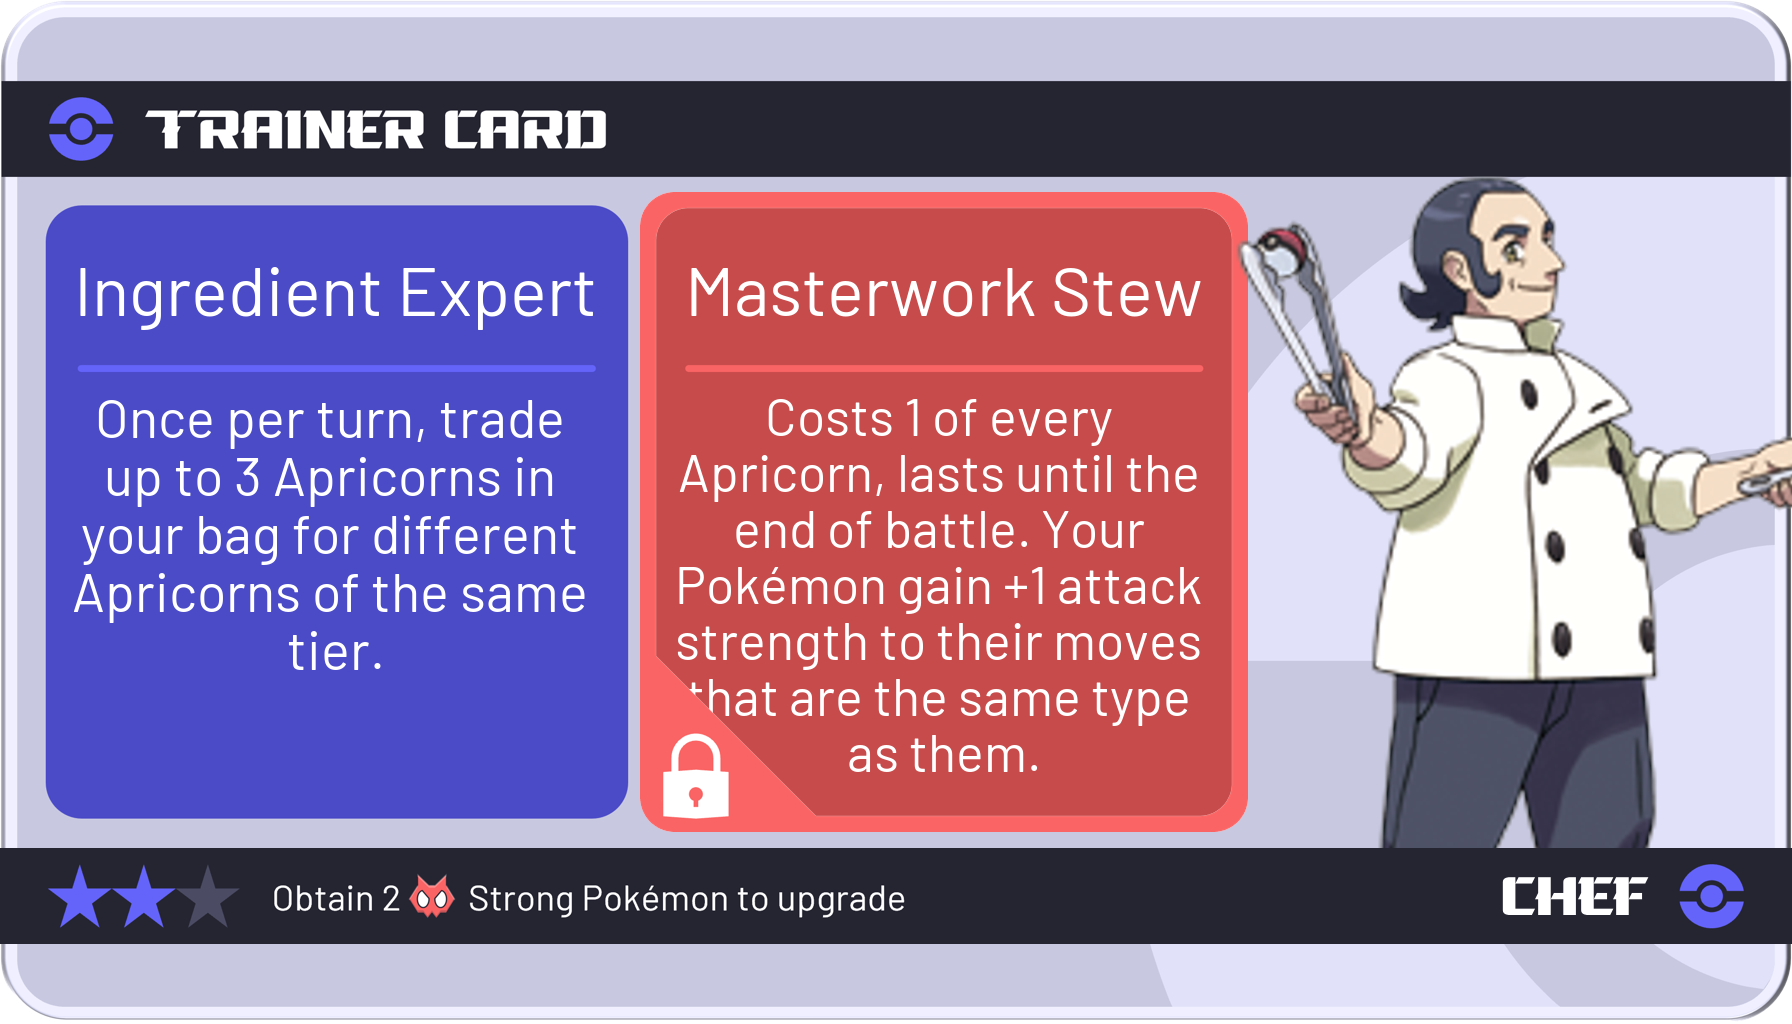 TRAINER CARD
Ingredient Expert
Once per turn, trade
up to 3 Apricorns in
your bag for different
Apricorns of the same
tier.
Masterwork Stew
Costs 1 of every
Apricorn, lasts until the
end of battle. Your
Pokémon gain +1 attack
strength to their moves
that are the same type
as them.
Obtain 2 Strong Pokémon to upgrade
CHEF